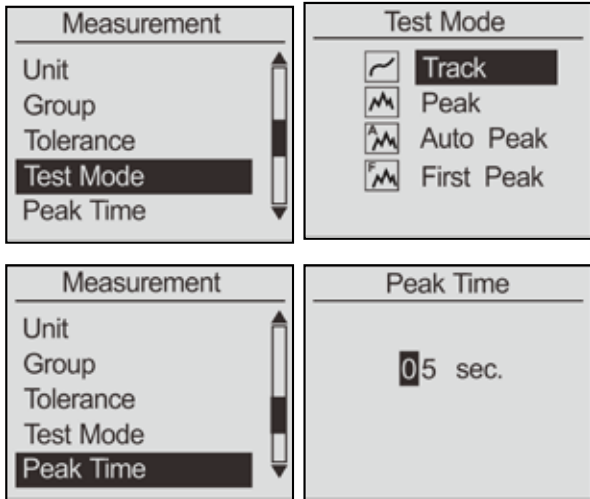 Measurement
Unit
Group
Tolerance
Test Mode
Peak Time
Test Mode
Track
Peak
A Auto Peak
F First Peak
Measurement
Unit
Group
Tolerance
Test Mode
Peak Time
Peak Time
05 sec.